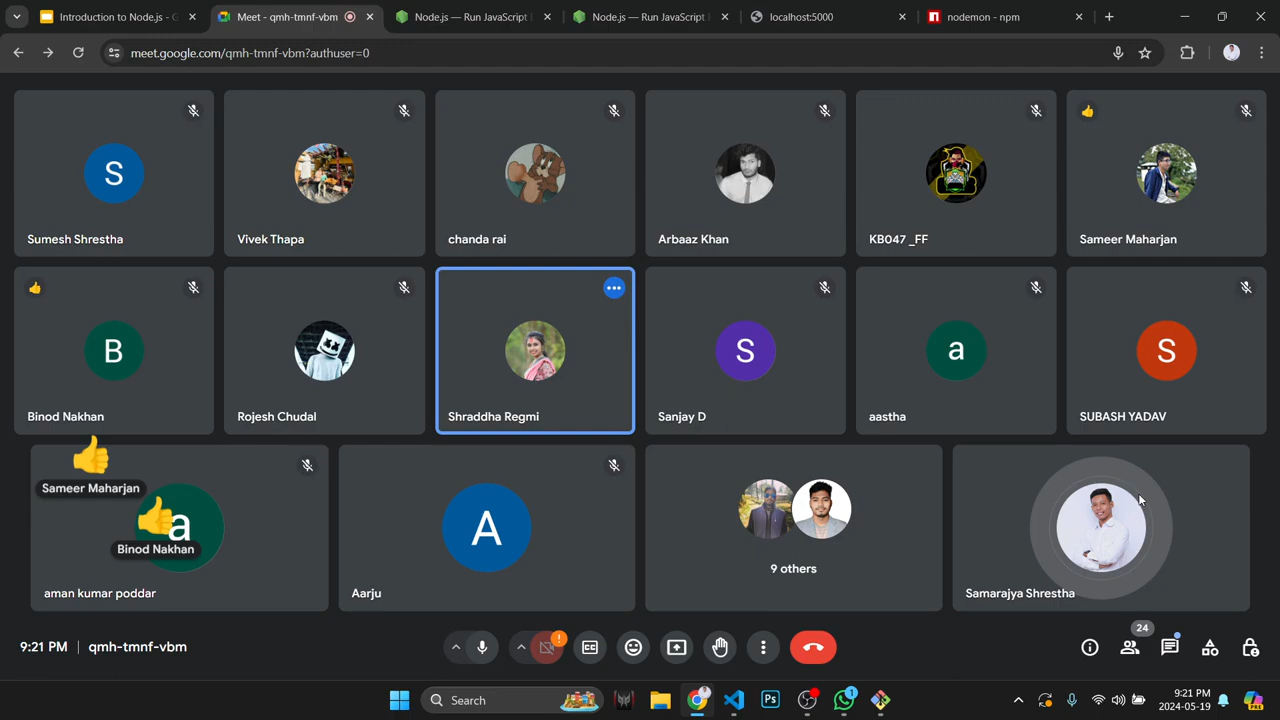 Introduction to Node.js - G
Meet - qmh-tmnf-vbm
Node.js — Run JavaScript
Node.js — Run JavaScript
localhost:5000
nodemon - npm
meet.google.com/qmh-tmnf-vbm?authuser=0
S
Sumesh Shrestha
Vivek Thapa
chanda rai
Arbaaz Khan
KB047 _FF
Sameer Maharjan
B
Binod Nakhan
Rojesh Chudal
Shraddha Regmi
S
Sanjay D
a
aastha
S
SUBASH YADAV
Sameer Maharjan
a
Binod Nakhan
aman kumar poddar
A
Aarju
9 others
Samarajya Shrestha
9:21 PM | qmh-tmnf-vbm
24
Search
Ps
1
9:21 PM
2024-05-19